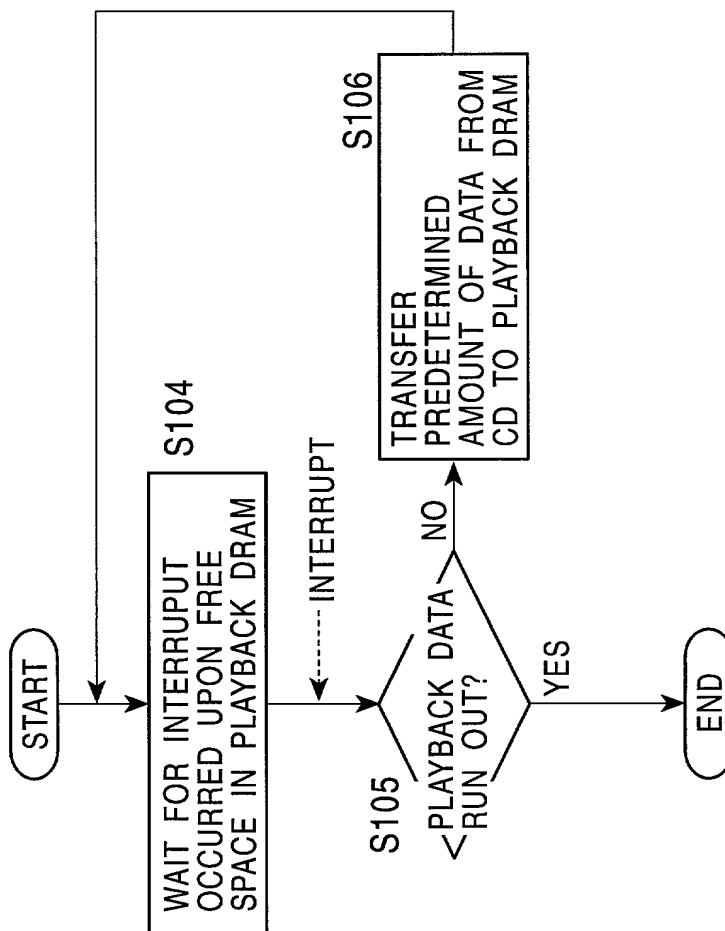 START
S104
WAIT FOR INTERRUPUT
OCCURRED UPON FREE
SPACE IN PLAYBACK DRAM
INTERRUPT
S105
PLAYBACK DATA
RUN OUT?
NO
YES
S106
TRANSFER
PREDETERMINED
AMOUNT OF DATA FROM
CD TO PLAYBACK DRAM
END